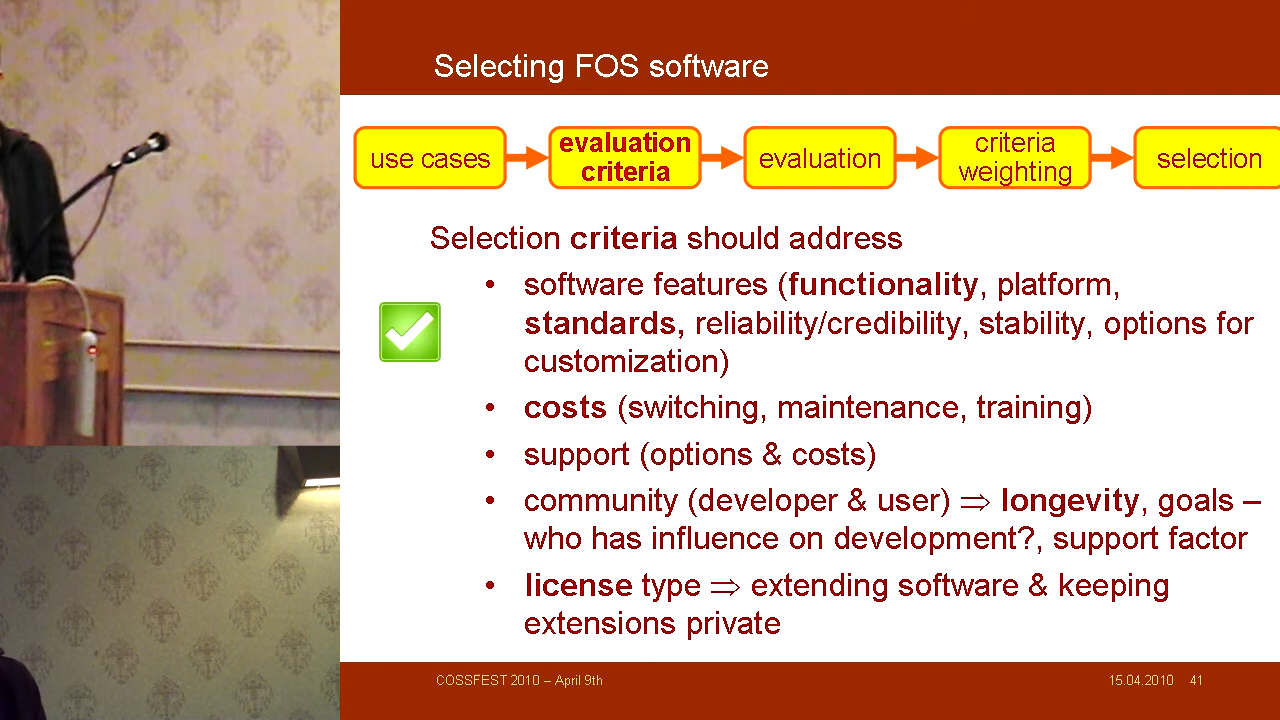 Selecting FOS software
use cases
evaluation
criteria
evaluation
criteria
weighting
selection
Selection criteria should address
• software features (functionality, platform,
standards, reliability/credibility, stability, options for
customization)
• costs (switching, maintenance, training)
• support (options & costs)
• community (developer & user) ⇒ longevity, goals –
who has influence on development?, support factor
• license type ⇒ extending software & keeping
extensions private
COSSFEST 2010 – April 9th
15.04.2010 41